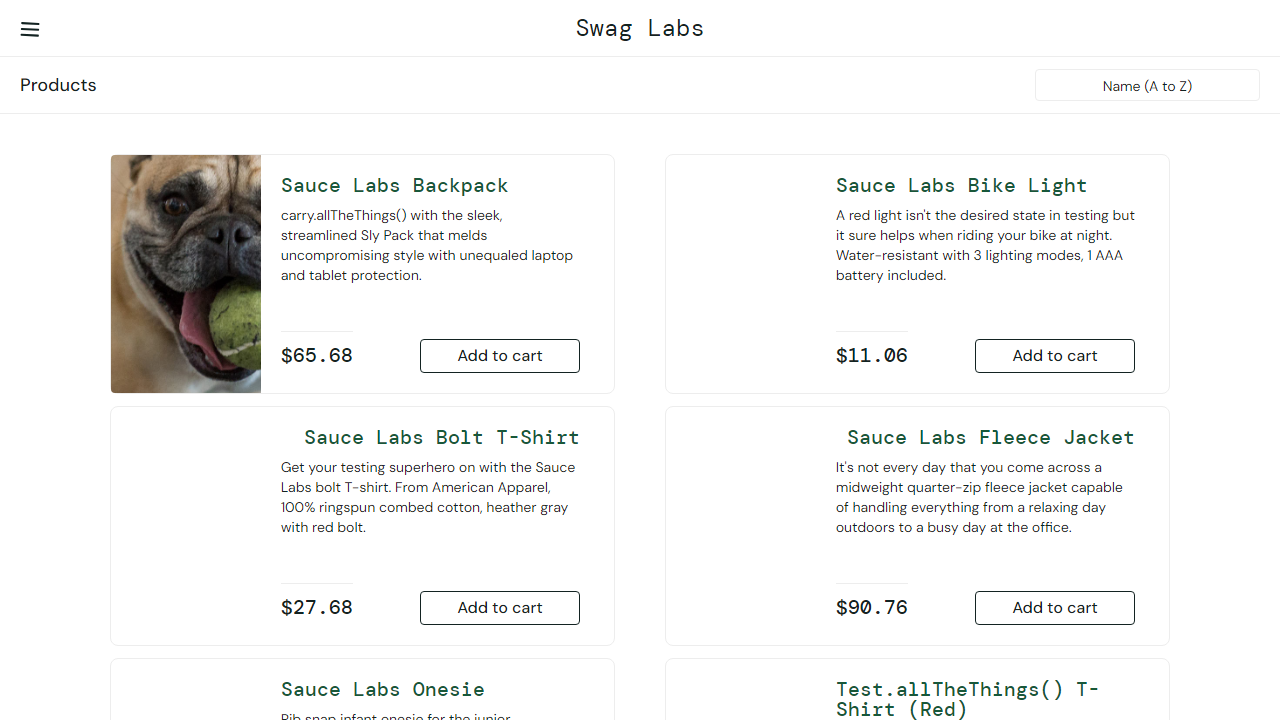 Swag Labs
Products
Name (A to Z)
Sauce Labs Backpack
carry.allTheThings() with the sleek,
streamlined Sly Pack that melds
uncompromising style with unequaled laptop
and tablet protection.
$65.68
Add to cart
Sauce Labs Bike Light
A red light isn't the desired state in testing but
it sure helps when riding your bike at night.
Water-resistant with 3 lighting modes, 1 AAA
battery included.
$11.06
Add to cart
Sauce Labs Bolt T-Shirt
Get your testing superhero on with the Sauce
Labs bolt T-shirt. From American Apparel,
100% ringspun combed cotton, heather gray
with red bolt.
$27.68
Add to cart
Sauce Labs Fleece Jacket
It's not every day that you come across a
midweight quarter-zip fleece jacket capable
of handling everything from a relaxing day
outdoors to a busy day at the office.
$90.76
Add to cart
Sauce Labs Onesie
Rib snap infant onesie for the junior
Test.allTheThings() T-
Shirt (Red)